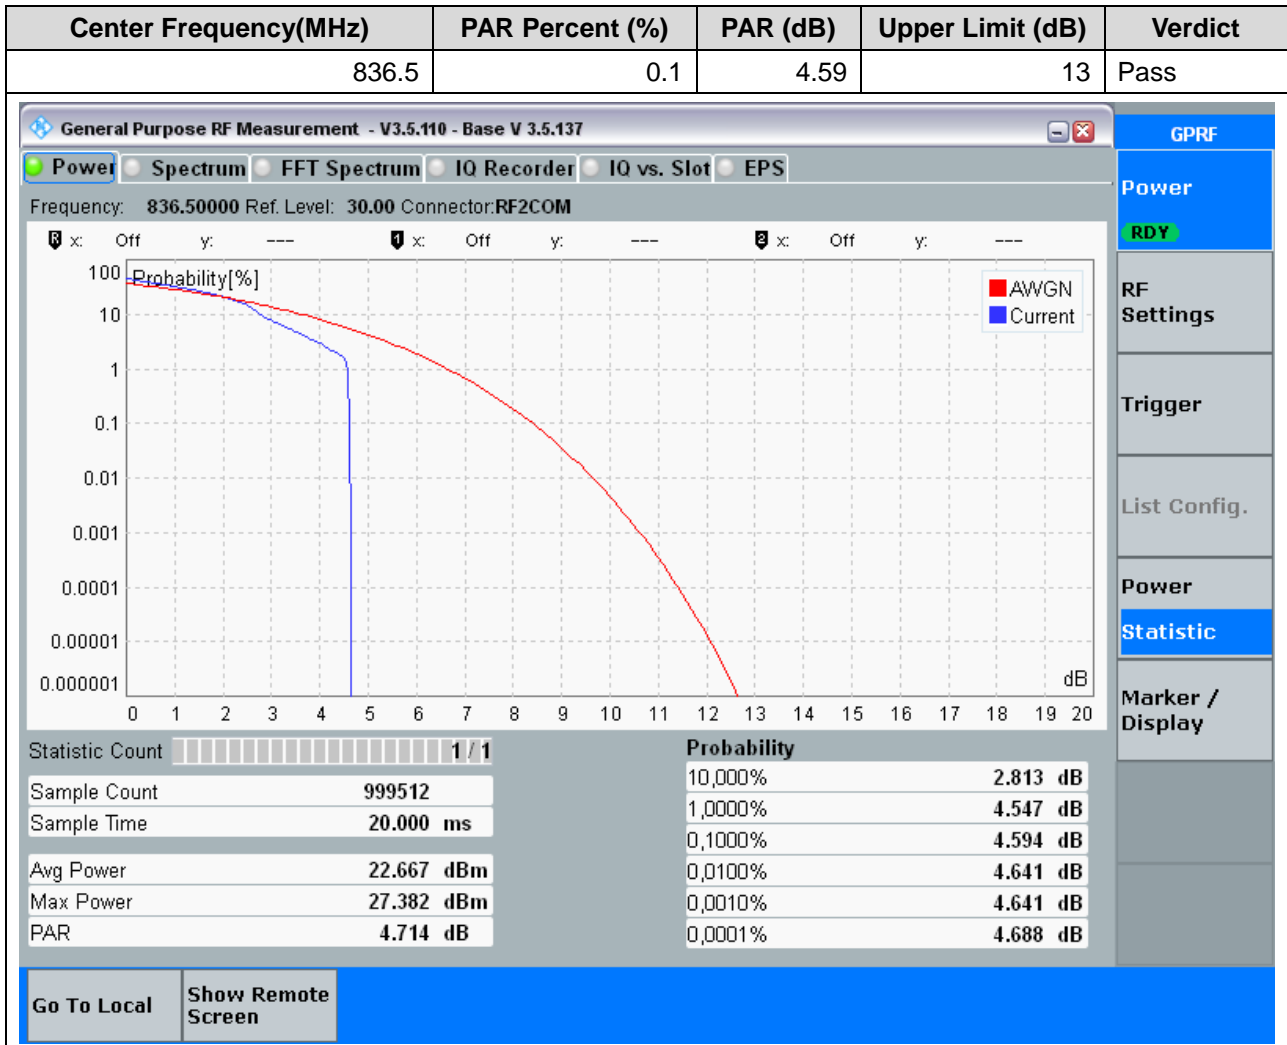 Center Frequency(MHz) PAR Percent (%) PAR (dB) Upper Limit (dB) Verdict
836.5 0.1 4.59 13 Pass
General Purpose RF Measurement - V3.5.110 - Base V 3.5.137
GPRF
Power Spectrum FFT Spectrum IQ Recorder IQ vs. Slot EPS
Power
RDY
Frequency: 836.50000 Ref. Level: 30.00 Connector:RF2COM
R x: Off y: --- 1 x: Off y: --- 2 x: Off y: ---
Probability[%]
AWGN
Current
100
10
1
0.1
0.01
0.001
0.0001
0.00001
0.000001
dB
0 1 2 3 4 5 6 7 8 9 10 11 12 13 14 15 16 17 18 19 20
RF
Settings
Trigger
List Config.
Power
Statistic
Marker /
Display
Statistic Count 1 / 1
Sample Count 999512
Sample Time 20.000 ms
Avg Power 22.667 dBm
Max Power 27.382 dBm
PAR 4.714 dB
Probability
10,000% 2.813 dB
1,0000% 4.547 dB
0,1000% 4.594 dB
0,0100% 4.641 dB
0,0010% 4.641 dB
0,0001% 4.688 dB
Go To Local
Show Remote
Screen